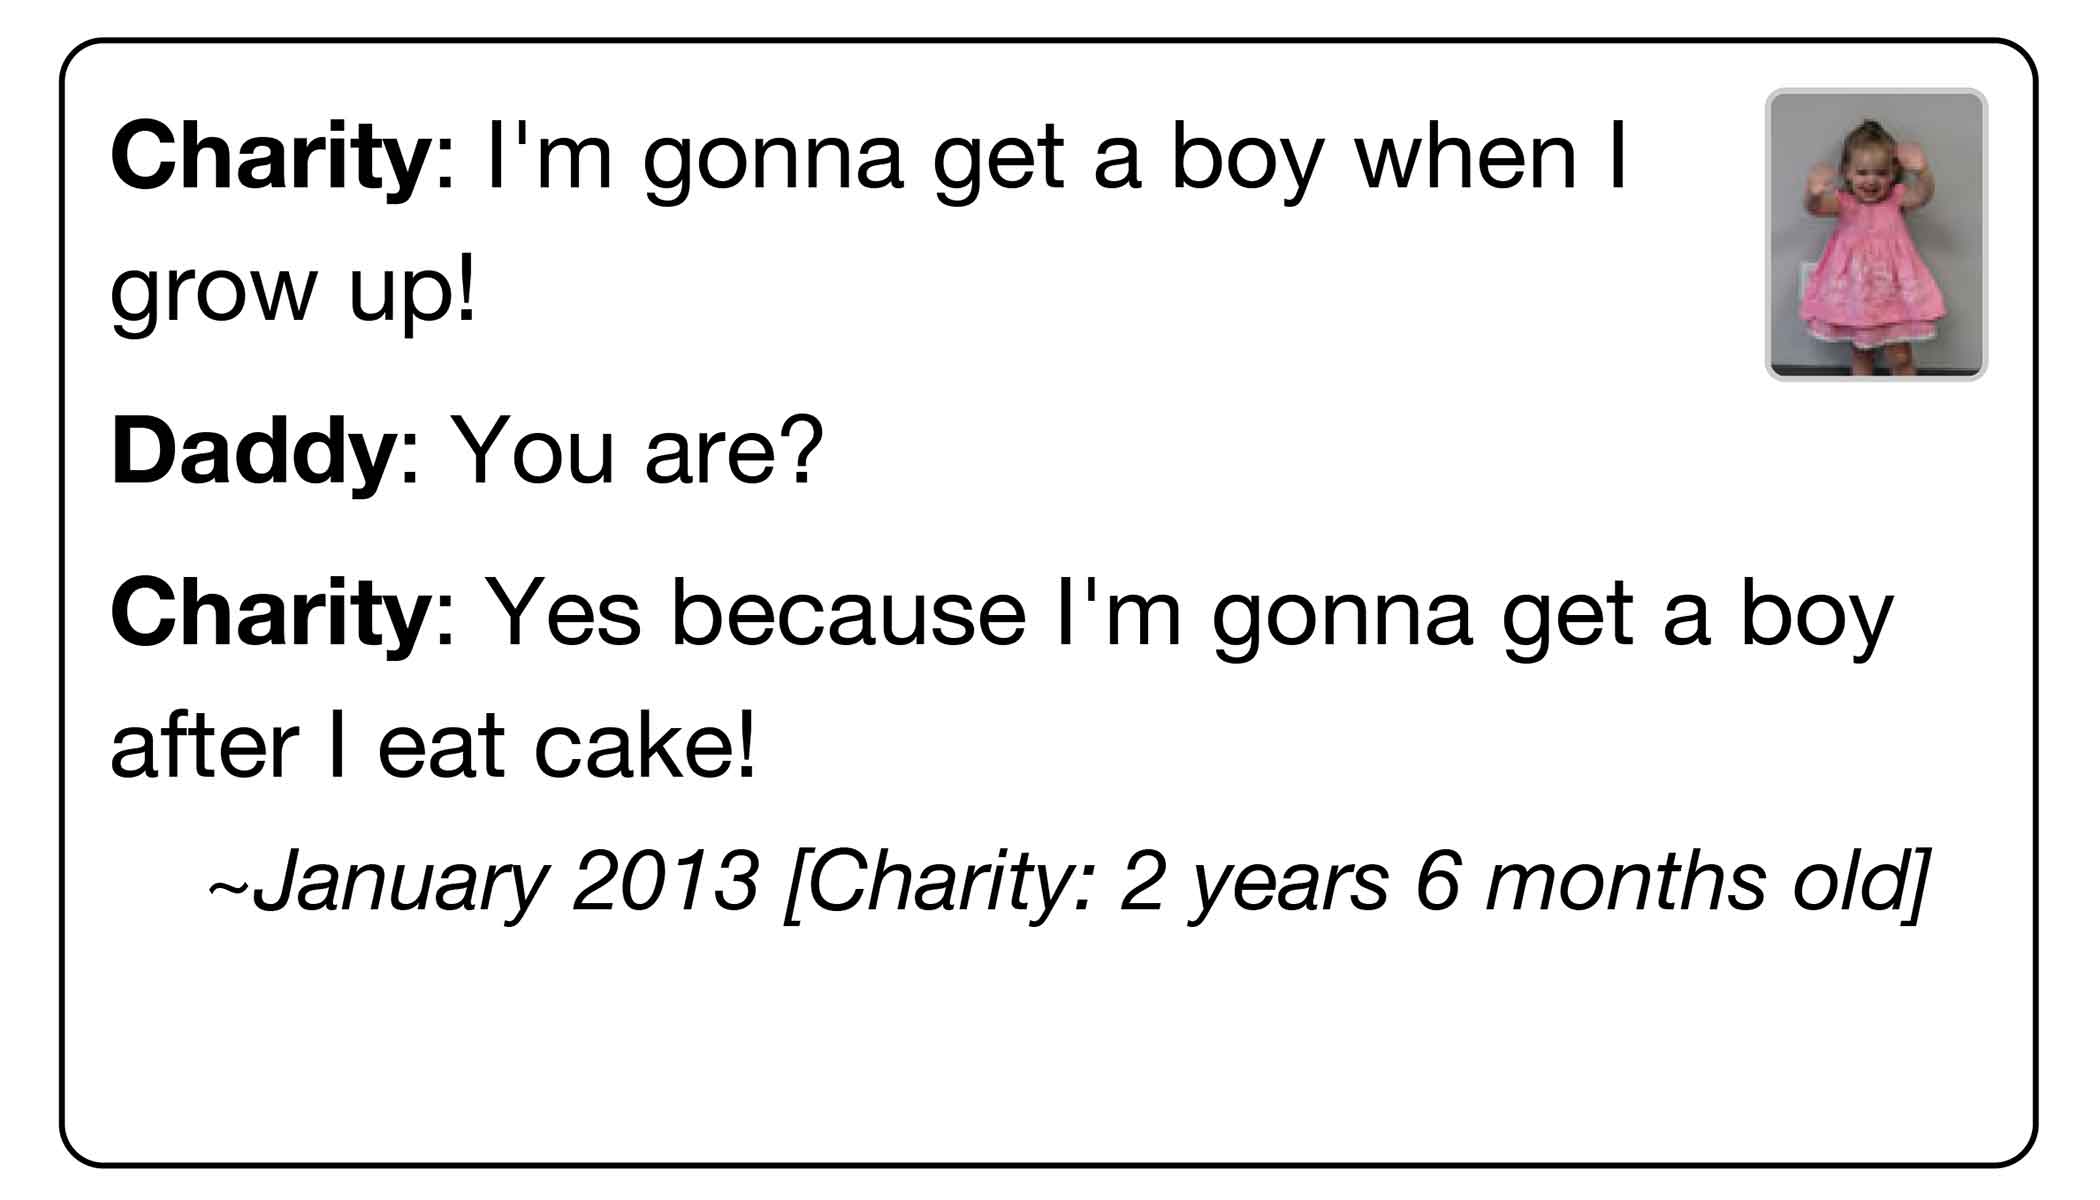 Charity: I'm gonna get a boy when I
grow up!
Daddy: You are?
Charity: Yes because I'm gonna get a boy
after I eat cake!
~January 2013 [Charity: 2 years 6 months old]